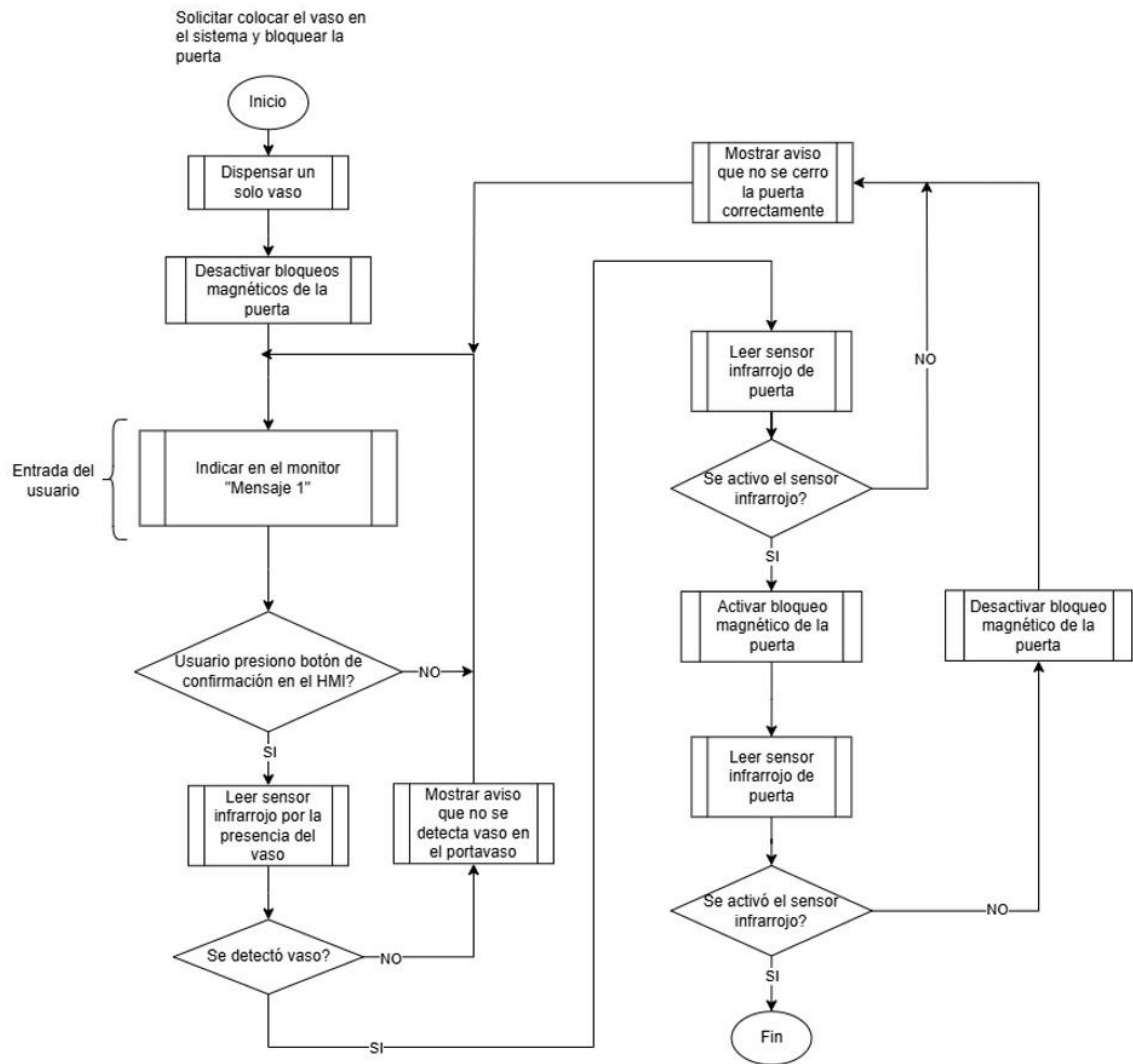 Solicitar colocar el vaso en
el sistema y bloquear la
puerta
Inicio
Dispensar un
solo vaso
Desactivar bloqueos
magnéticos de la
puerta
Entrada del
usuario
Indicar en el monitor
"Mensaje 1"
Usuario presiono botón de
confirmación en el HMI?
NO
SI
Leer sensor
infrarrojo por la
presencia del
vaso
Mostrar aviso
que no se
detecta vaso en
el portavaso
Se detectó vaso?
NO
SI
Mostrar aviso
que no se cerro
la puerta
correctamente
Leer sensor
infrarrojo de
puerta
NO
Se activo el sensor
infrarrojo?
SI
Activar bloqueo
magnético de la
puerta
Desactivar bloqueo
magnético de la
puerta
Leer sensor
infrarrojo de
puerta
Se activó el sensor
infrarrojo?
NO
SI
Fin